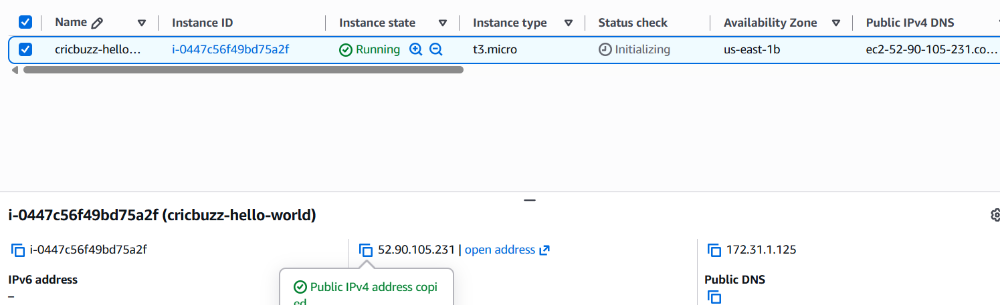 Name Instance ID Instance state Instance type Status check Availability Zone Public IPv4 DNS
cricbuzz-hello... i-0447c56f49bd75a2f Running t3.micro Initializing us-east-1b ec2-52-90-105-231.co...
i-0447c56f49bd75a2f (cricbuzz-hello-world)
i-0447c56f49bd75a2f 52.90.105.231 | open address 172.31.1.125
IPv6 address Public DNS
–
Public IPv4 address copi
ed